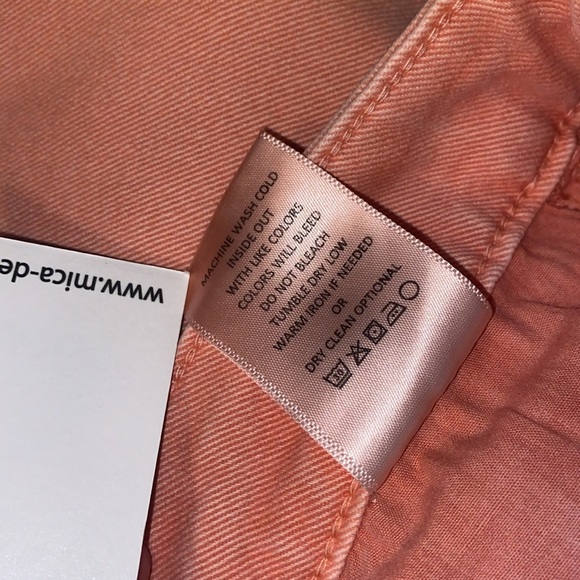 MACHINE WASH COLD
INSIDE OUT
WITH LIKE COLORS
COLORS WILL BLEED
DO NOT BLEACH
TUMBLE DRY LOW
WARM IRON IF NEEDED
OR
DRY CLEAN OPTIONAL
30
www.mica-de